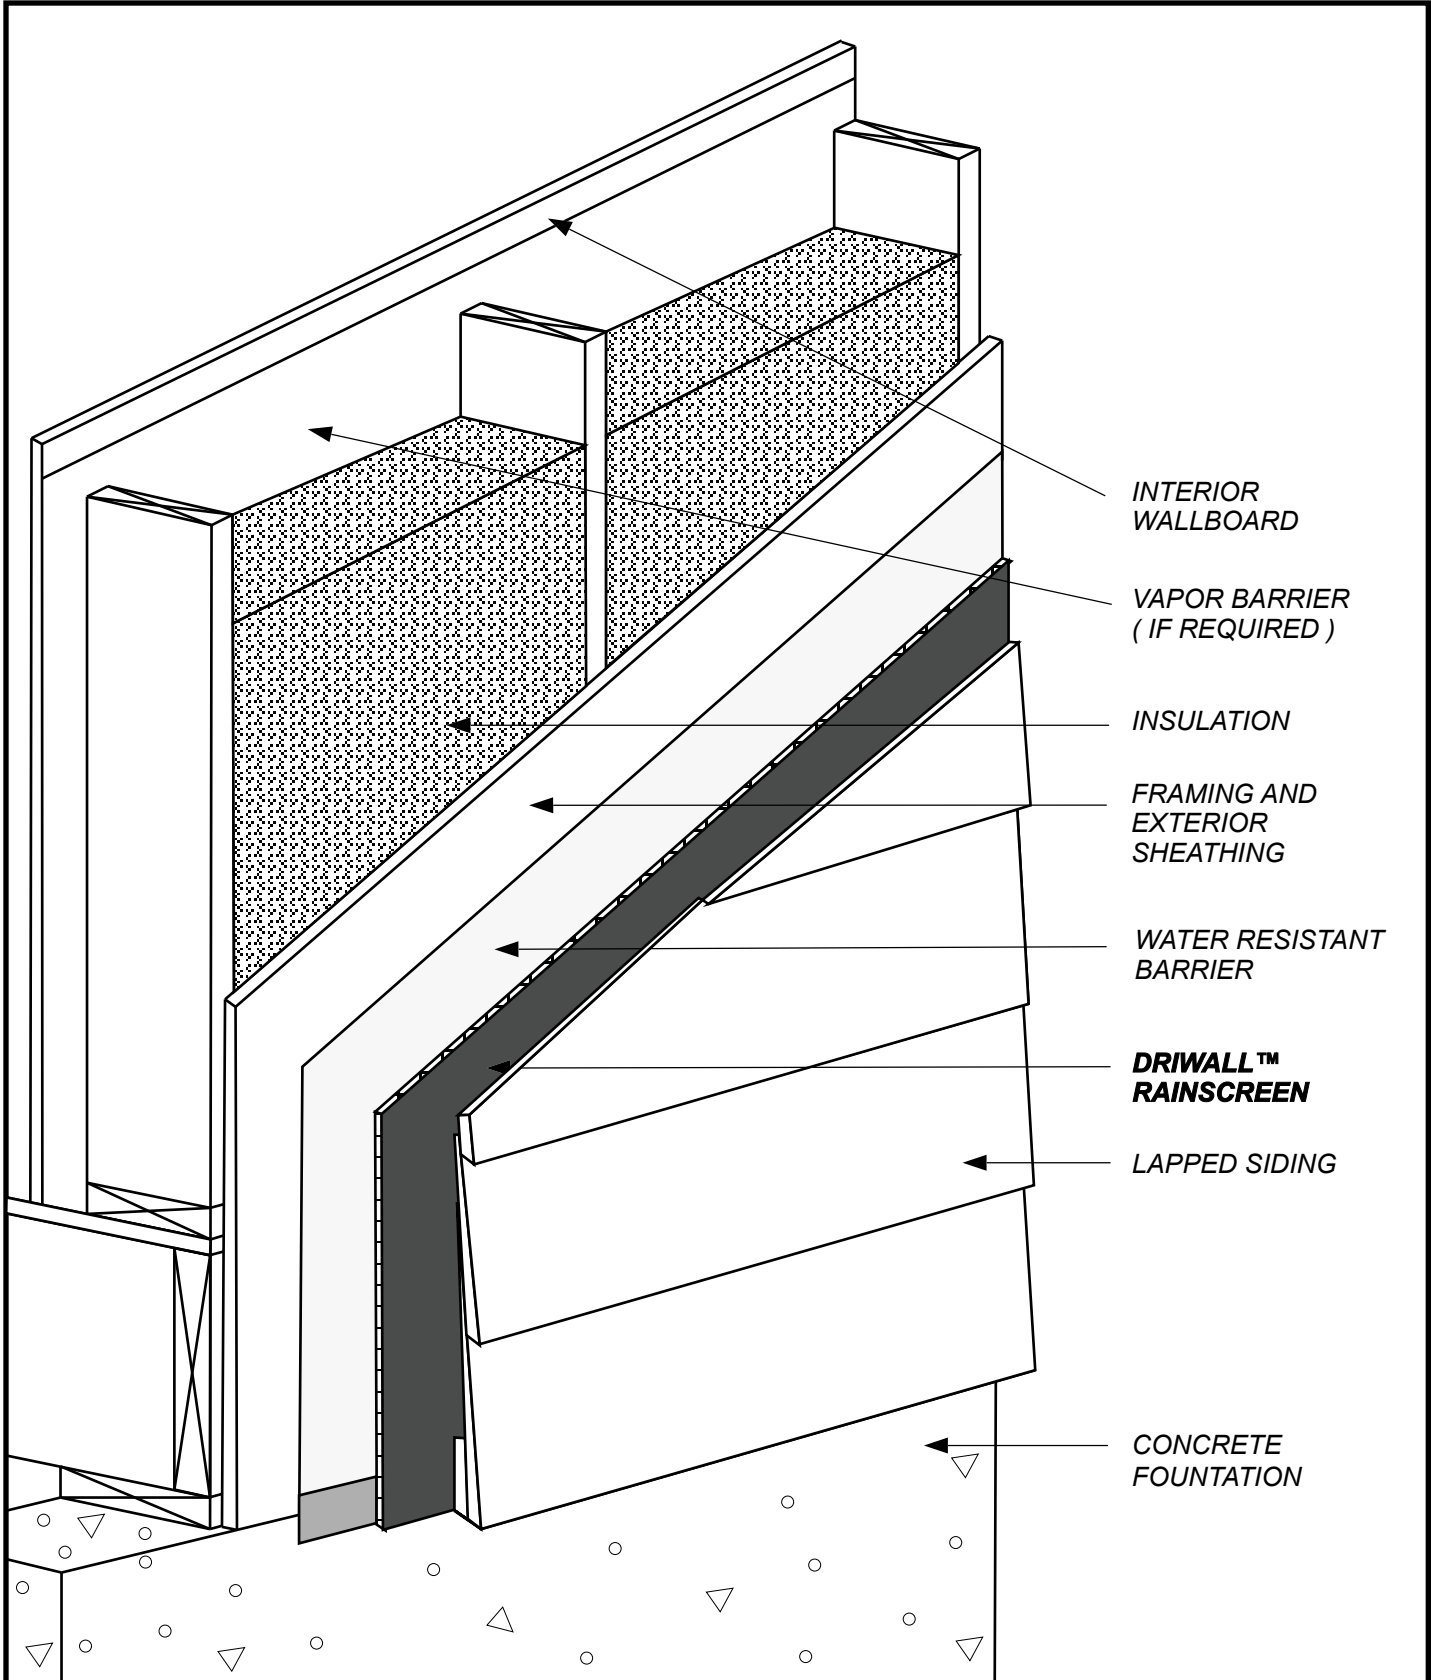 INTERIOR
WALLBOARD
VAPOR BARRIER
( IF REQUIRED )
INSULATION
FRAMING AND
EXTERIOR
SHEATHING
WATER RESISTANT
BARRIER
DRIWALL™
RAINSCREEN
LAPPED SIDING
CONCRETE
FOUNTATION